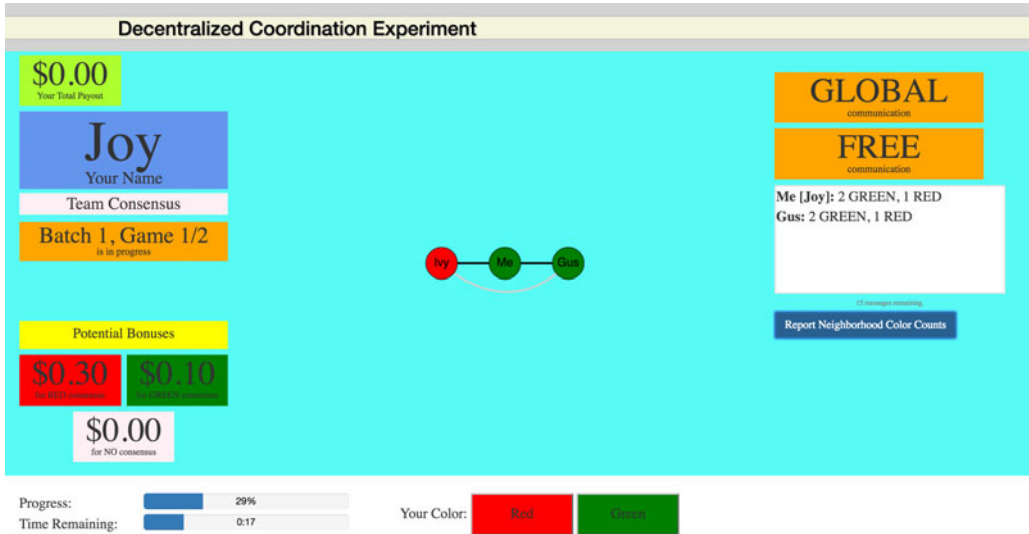 Decentralized Coordination Experiment
$0.00
Your Total Payout
Joy
Your Name
Team Consensus
Batch 1, Game 1/2
is in progress
Potential Bonuses
$0.30
for RED consensus
$0.10
for GREEN consensus
$0.00
for NO consensus
Ivy
Me
Gus
GLOBAL
communication
FREE
communication
Me [Joy]: 2 GREEN, 1 RED
Gus: 2 GREEN, 1 RED
15 messages remaining.
Report Neighborhood Color Counts
Progress:
29%
Time Remaining:
0:17
Your Color:
Red
Green